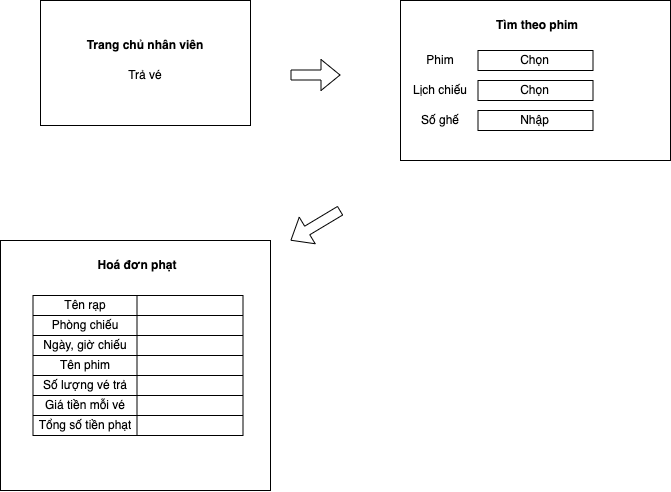 Trang chủ nhân viên
Trả vé
Tìm theo phim
Phim Chọn
Lịch chiếu Chọn
Số ghế Nhập
Hoá đơn phạt
Tên rạp
Phòng chiếu
Ngày, giờ chiếu
Tên phim
Số lượng vé trả
Giá tiền mỗi vé
Tổng số tiền phạt